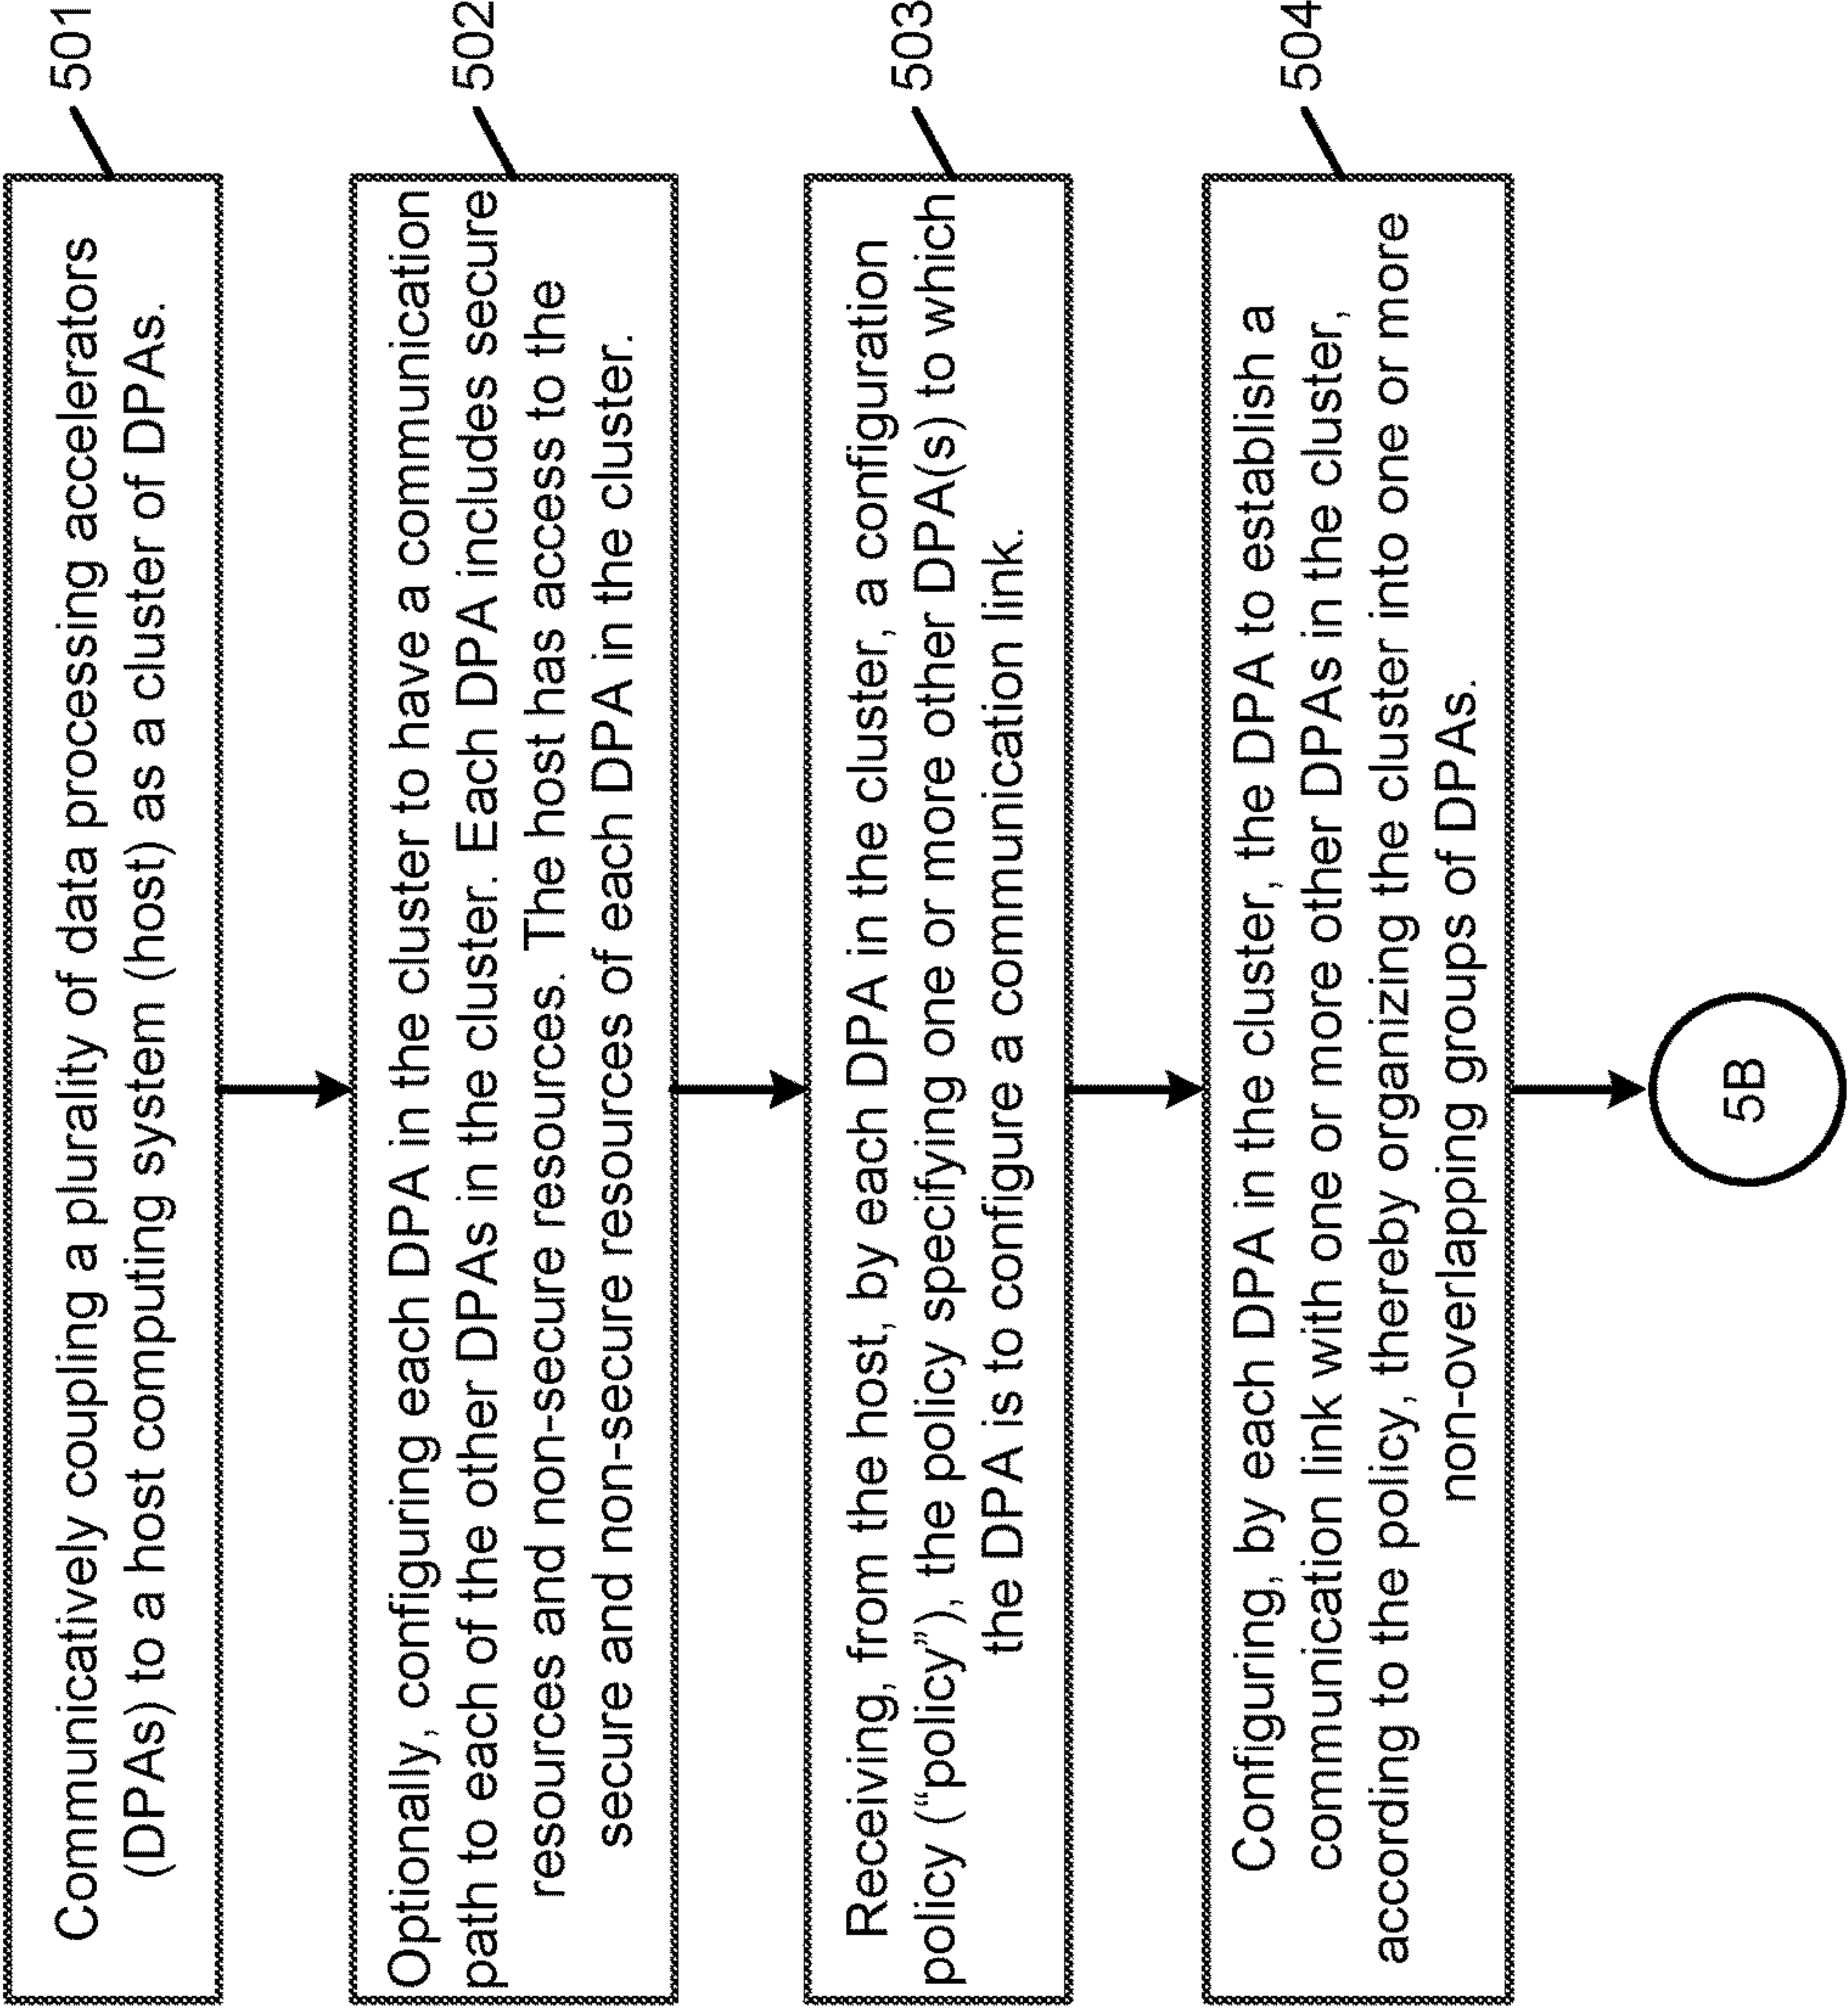 501
Communicatively coupling a plurality of data processing accelerators
(DPAs) to a host computing system (host) as a cluster of DPAs.
502
Optionally, configuring each DPA in the cluster to have a communication
path to each of the other DPAs in the cluster. Each DPA includes secure
resources and non-secure resources. The host has access to the
secure and non-secure resources of each DPA in the cluster.
503
Receiving, from the host, by each DPA in the cluster, a configuration
policy (“policy”), the policy specifying one or more other DPA(s) to which
the DPA is to configure a communication link.
504
Configuring, by each DPA in the cluster, the DPA to establish a
communication link with one or more other DPAs in the cluster,
according to the policy, thereby organizing the cluster into one or more
non-overlapping groups of DPAs.
5B